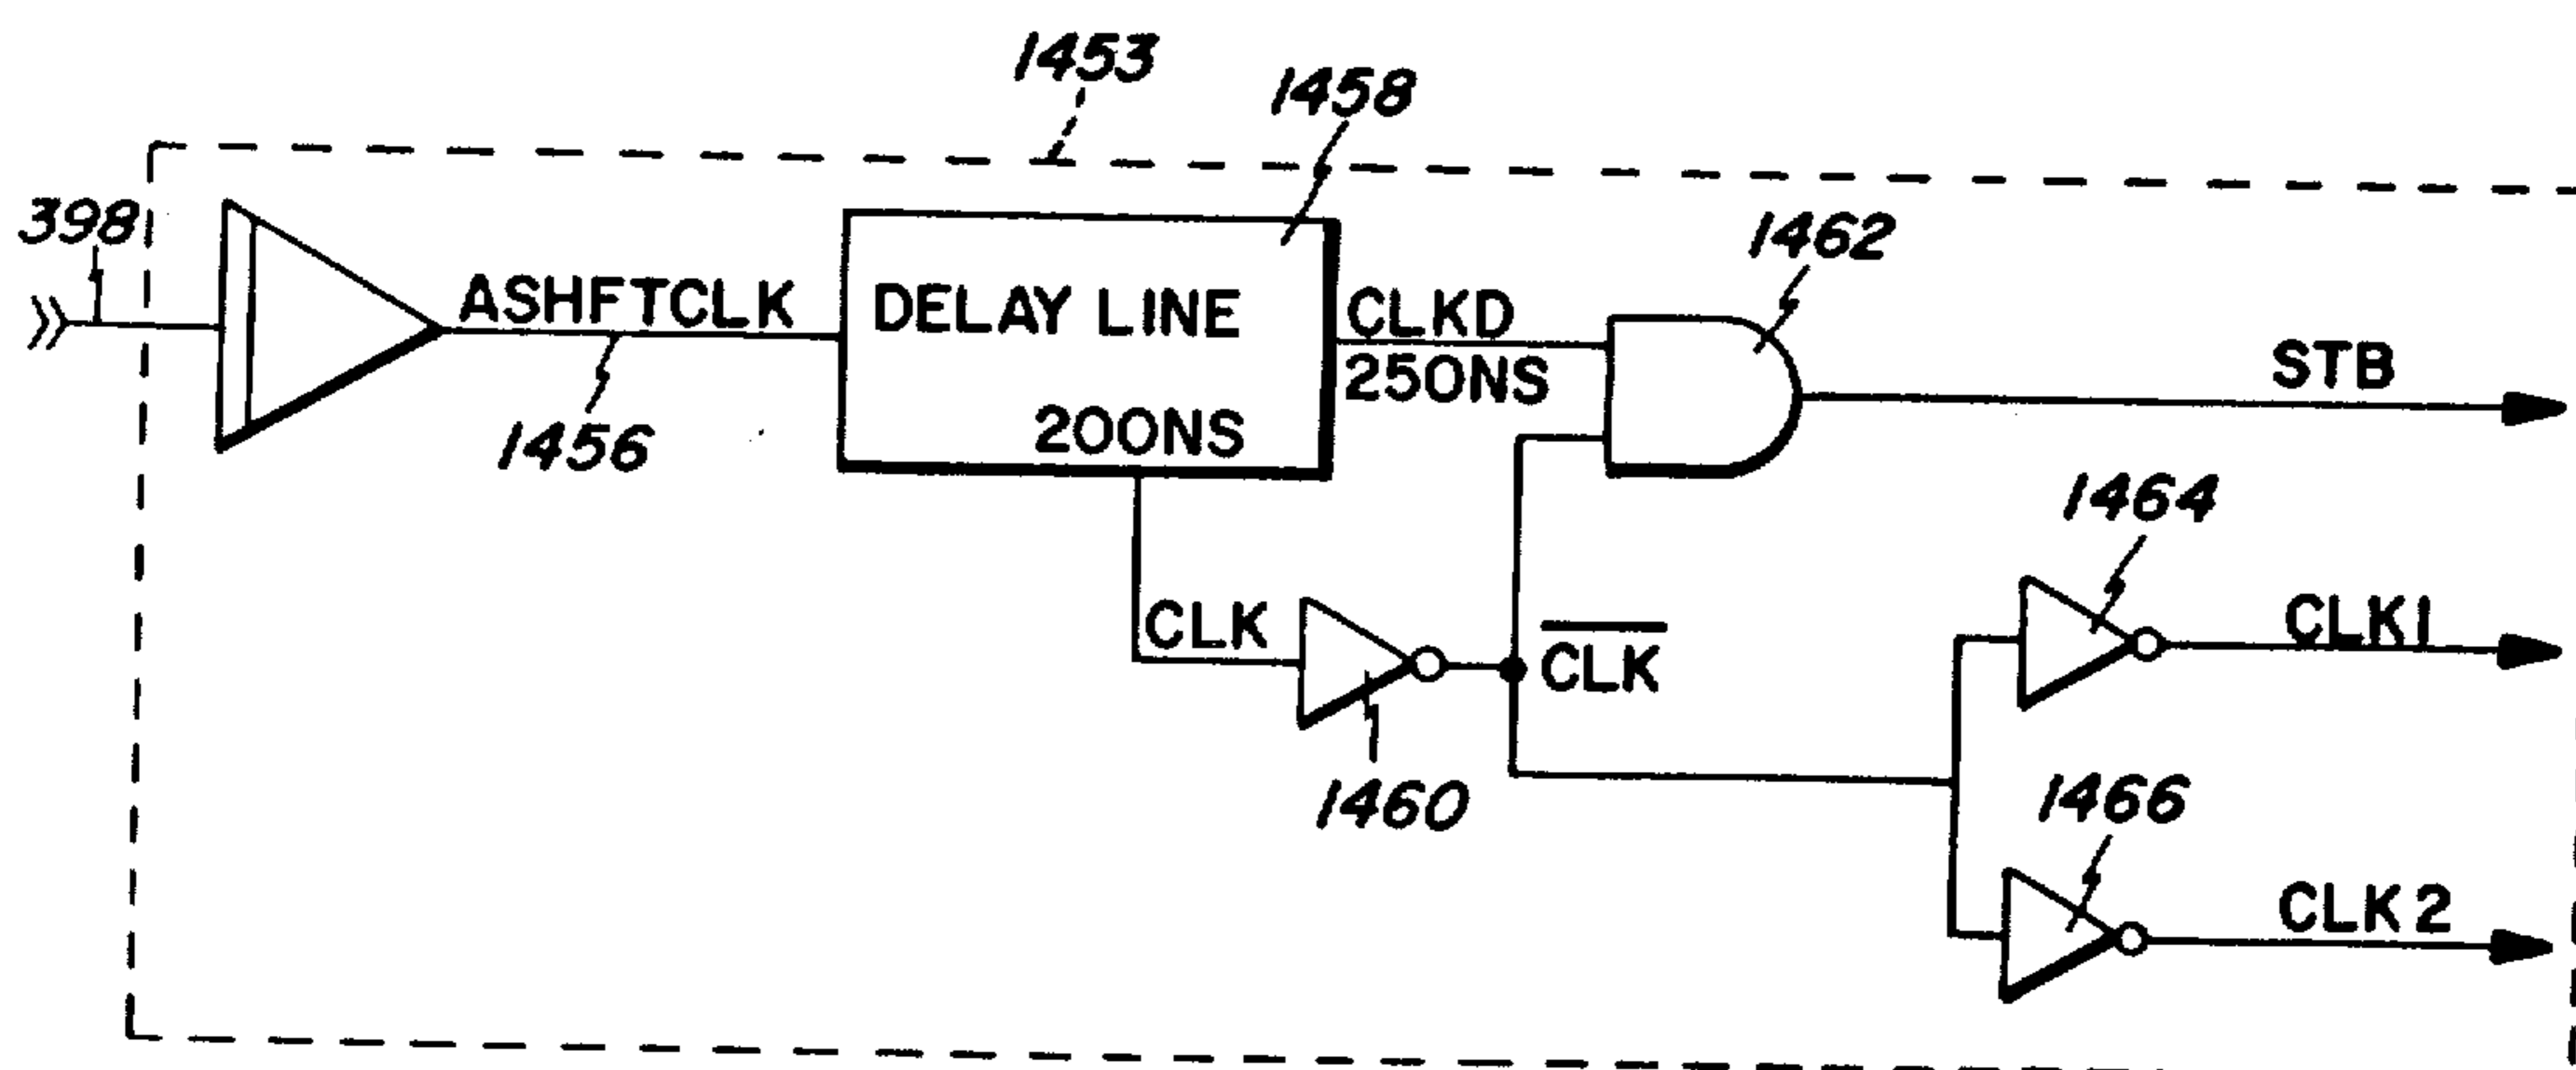 1453
1458
398
1462
ASHFTCLK
DELAY LINE
CLKD
250NS
STB
200NS
1456
1464
CLK
CLK
CLK1
1460
1466
CLK2